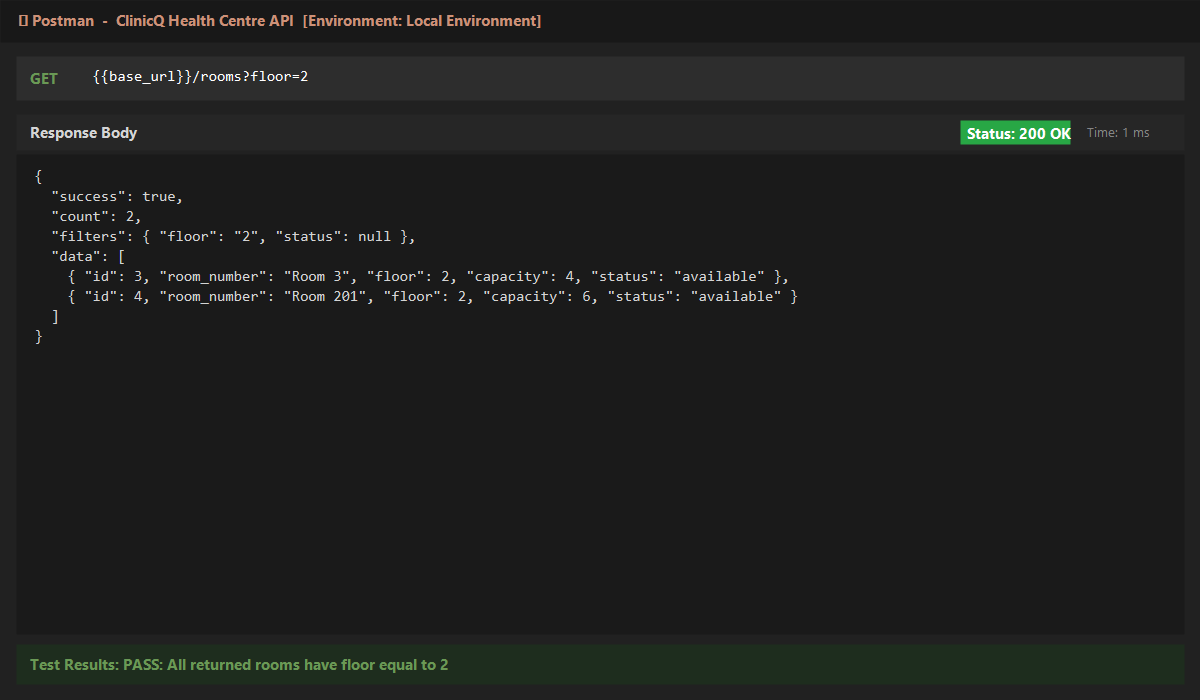 Postman - ClinicQ Health Centre API [Environment: Local Environment]
GET {{base_url}}/rooms?floor=2
Response Body Status: 200 OK Time: 1 ms
{
  "success": true,
  "count": 2,
  "filters": { "floor": "2", "status": null },
  "data": [
    { "id": 3, "room_number": "Room 3", "floor": 2, "capacity": 4, "status": "available" },
    { "id": 4, "room_number": "Room 201", "floor": 2, "capacity": 6, "status": "available" }
  ]
}
Test Results: PASS: All returned rooms have floor equal to 2